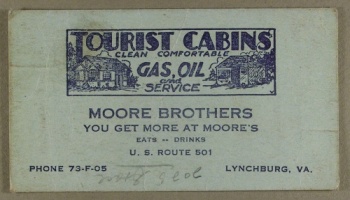 TOURIST CABINS
CLEAN COMFORTABLE
GAS, OIL
and
SERVICE
MOORE BROTHERS
YOU GET MORE AT MOORE'S
EATS -- DRINKS
U. S. ROUTE 501
PHONE 73-F-05
LYNCHBURG, VA.